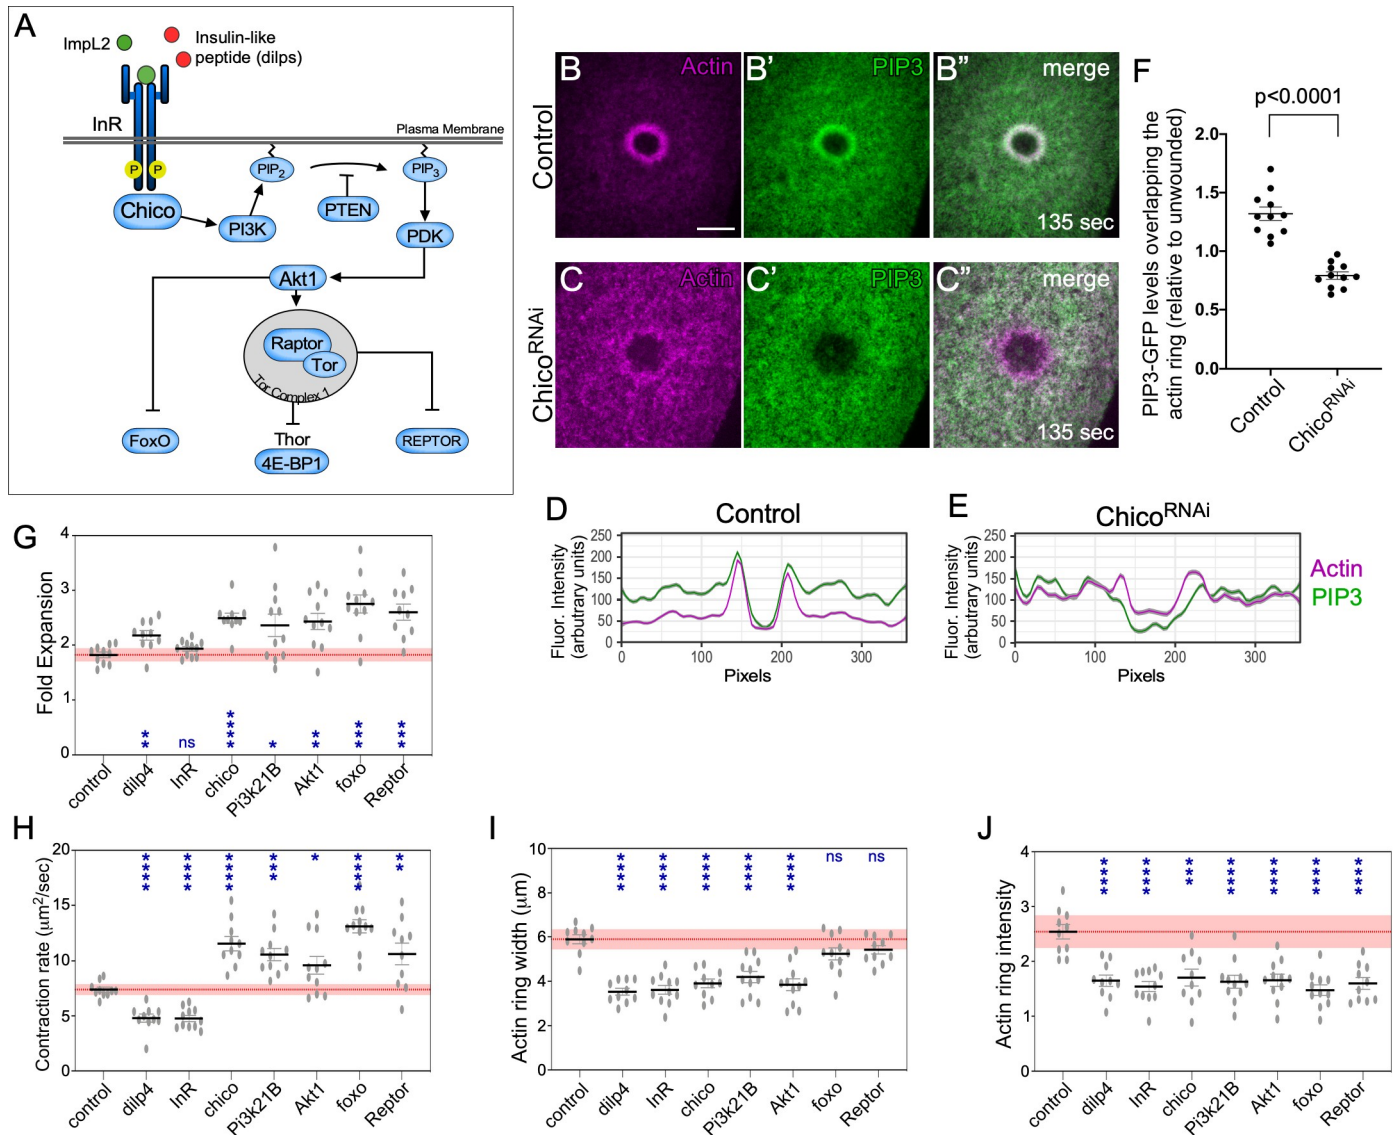 A
ImpL2
Insulin-like
peptide (dilps)
InR
Plasma Membrane
P P
PIP2
PIP3
Chico
PI3K
PTEN
PDK
Akt1
Raptor
Tor
Tor Complex 1
FoxO
Thor
4E-BP1
REPTOR
Control
B Actin
B' PIP3
B" merge
135 sec
ChicoRNAi
C Actin
C' PIP3
C" merge
135 sec
F
p<0.0001
PIP3-GFP levels overlapping the
actin ring (relative to unwounded)
2.0
1.5
1.0
0.5
0.0
Control
ChicoRNAi
D
Control
Fluor. Intensity
(arbutrary units)
250
200
150
100
50
0
0 100 200 300
Pixels
E
ChicoRNAi
Fluor. Intensity
(arbitrary units)
250
200
150
100
50
0
0 100 200 300
Pixels
Actin
PIP3
G
Fold Expansion
4
3
2
1
0
** ns **** * ** *** ***
control dilp4 InR chico Pi3k21B Akt1 foxo Reptor
H
Contraction rate (μm2/sec)
20
15
10
5
0
**** **** **** *** * **** **
control dilp4 InR chico Pi3k21B Akt1 foxo Reptor
I
Actin ring width (μm)
10
8
6
4
2
0
**** **** **** **** **** ns ns
control dilp4 InR chico Pi3k21B Akt1 foxo Reptor
J
Actin ring intensity
4
3
2
1
0
**** **** *** **** **** **** ****
control dilp4 InR chico Pi3k21B Akt1 foxo Reptor